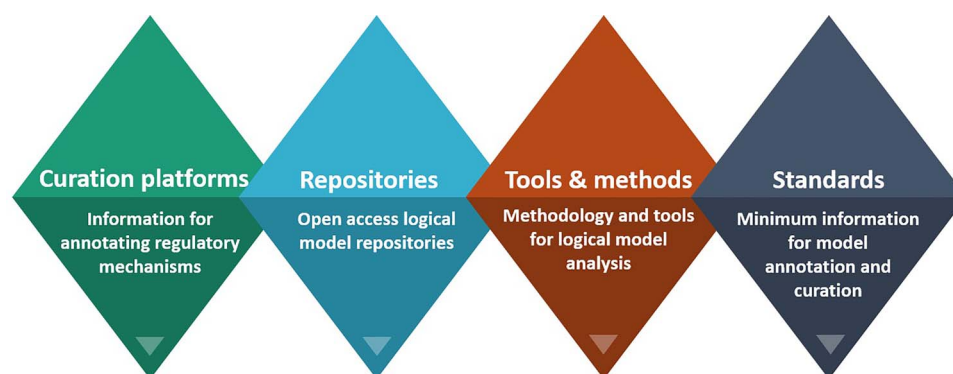 Curation platforms
Information for
annotating regulatory
mechanisms
Repositories
Open access logical
model repositories
Tools & methods
Methodology and tools
for logical model
analysis
Standards
Minimum information
for model
annotation and
curation